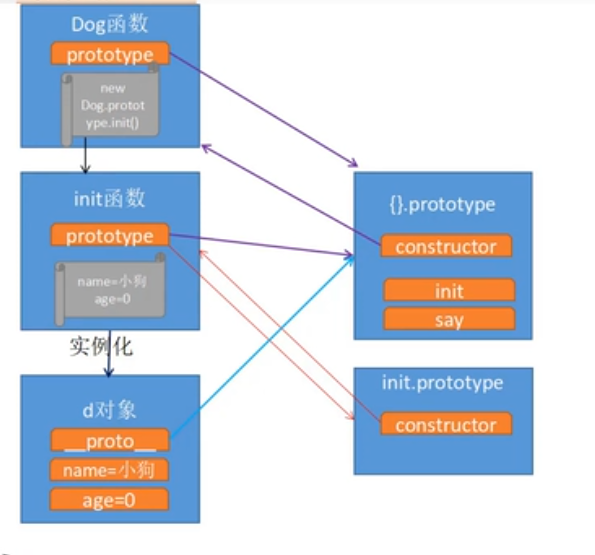 Dog函数
prototype
new
Dog.protot
ype.init()
init函数
prototype
name=小狗
age=0
实例化
d对象
__proto__
name=小狗
age=0
{}.prototype
constructor
init
say
init.prototype
constructor